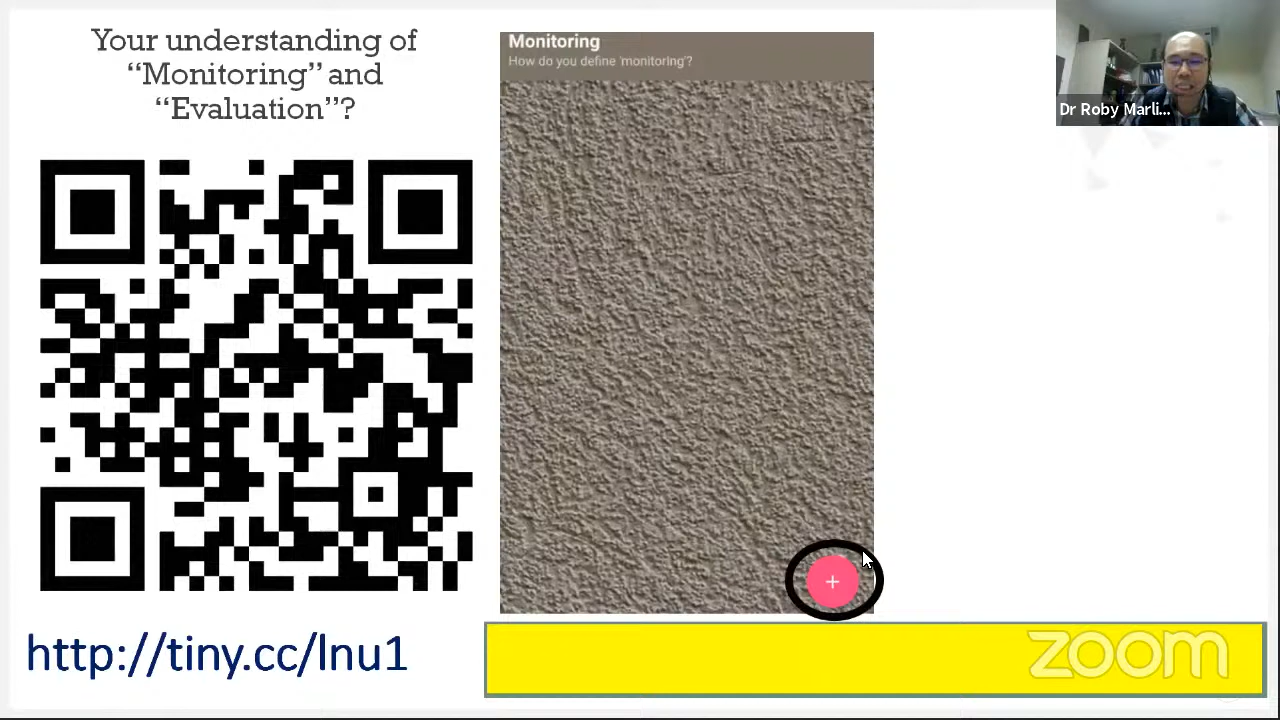 Your understanding of
“Monitoring” and
“Evaluation”?
http://tiny.cc/lnu1
Monitoring
How do you define 'monitoring'?
Dr Roby Marli...
zoom